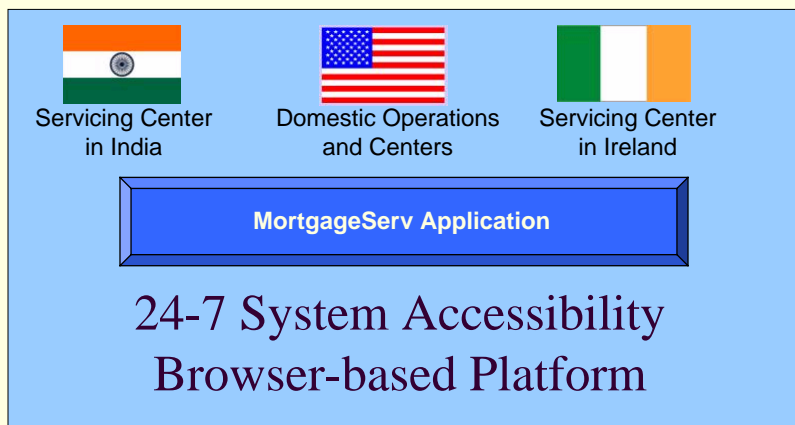 Servicing Center
in India
Domestic Operations
and Centers
Servicing Center
in Ireland
MortgageServ Application
24-7 System Accessibility
Browser-based Platform